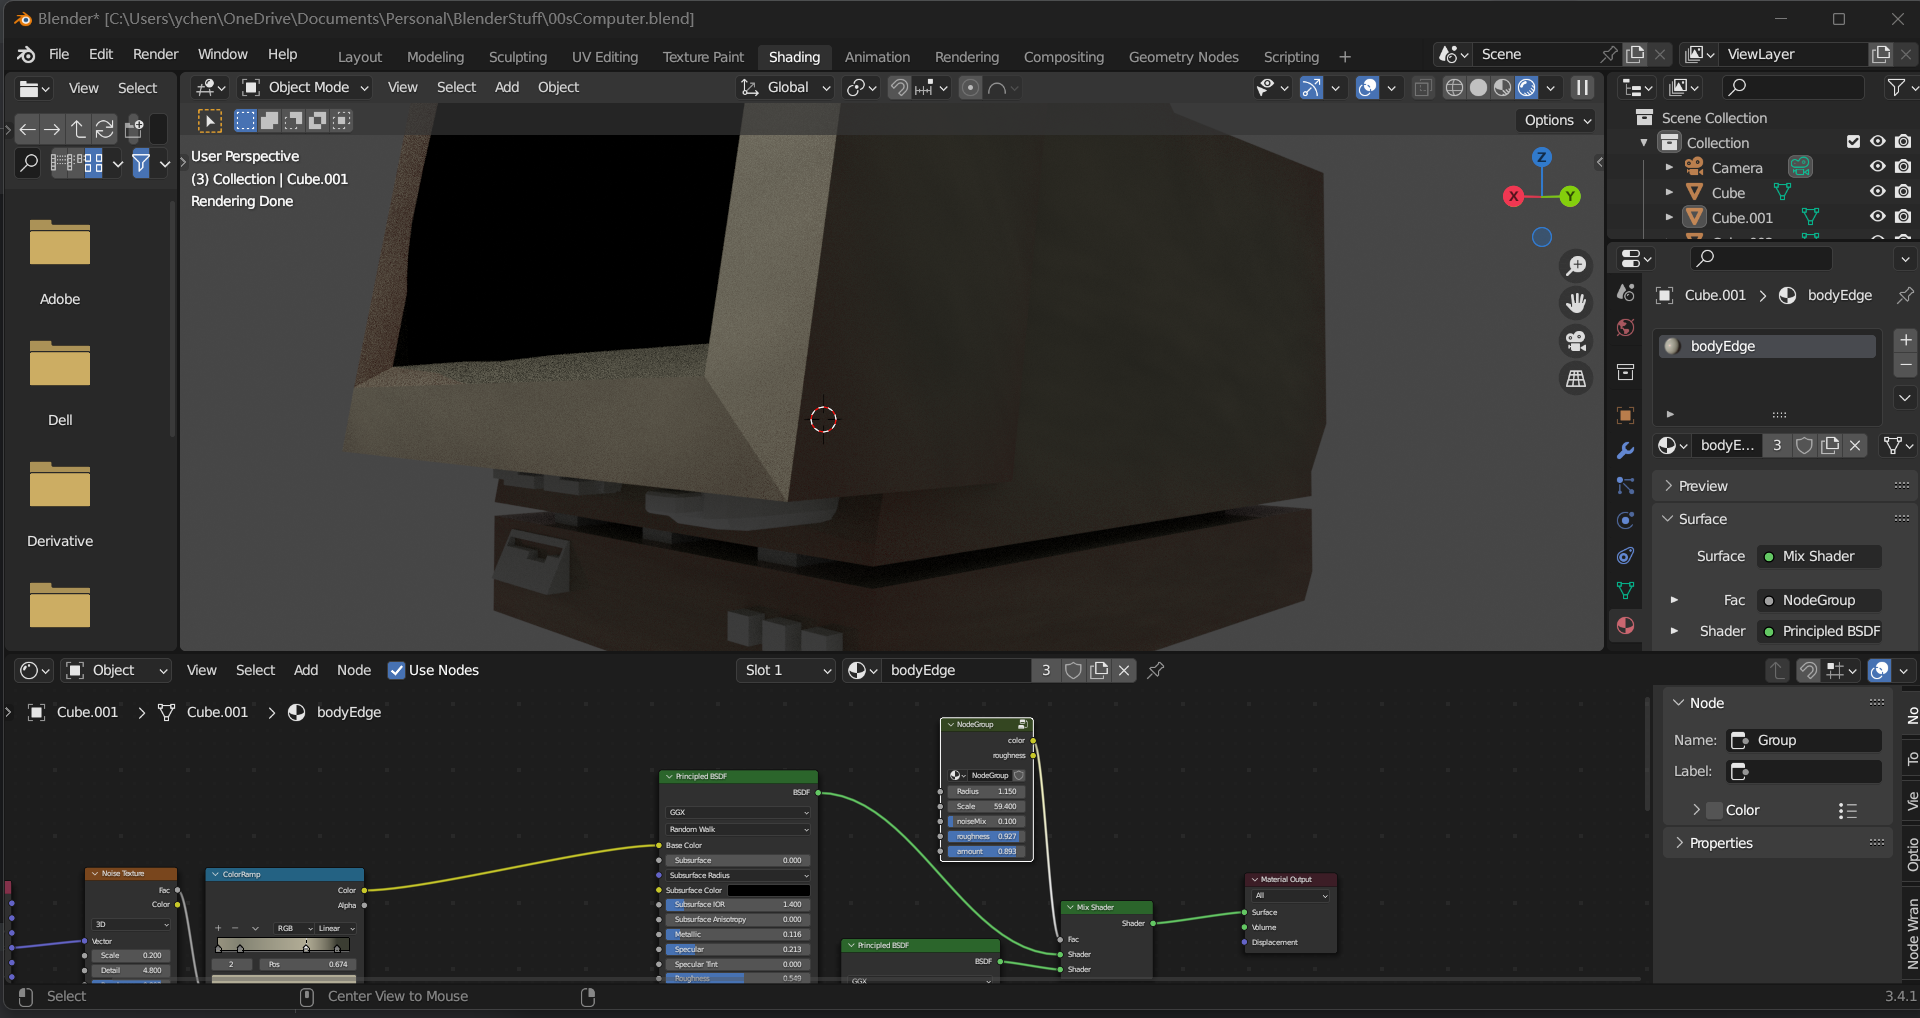 Blender* [C:\Users\ychen\OneDrive\Documents\Personal\BlenderStuff\00sComputer.blend]
File Edit Render Window Help
Layout Modeling Sculpting UV Editing Texture Paint Shading Animation Rendering Compositing Geometry Nodes Scripting +
Scene
ViewLayer
View Select
Object Mode View Select Add Object
Global
Options
User Perspective
(3) Collection | Cube.001
Rendering Done
Z
X
Y
Adobe
Dell
Derivative
Scene Collection
Collection
Camera
Cube
Cube.001
Cube.001 > bodyEdge
bodyEdge
bodyE... 3
Preview
Surface
Surface Mix Shader
Fac NodeGroup
Shader Principled BSDF
Object View Select Add Node Use Nodes
Slot 1 bodyEdge 3
Cube.001 > Cube.001 > bodyEdge
Noise Texture
Fac
Color
3D
Vector
Scale 0.200
Detail 4.800
ColorRamp
Color
Alpha
+ − RGB Linear
2 Pos 0.674
Principled BSDF
BSDF
GGX
Random Walk
Base Color
Subsurface 0.000
Subsurface Radius
Subsurface Color
Subsurface IOR 1.400
Subsurface Anisotropy 0.000
Metallic 0.116
Specular 0.213
Specular Tint 0.000
Roughness 0.549
NodeGroup
color
roughness
NodeGroup
Radius 1.150
Scale 59.400
noiseMix 0.100
roughness 0.927
amount 0.893
Principled BSDF
BSDF
GGX
Mix Shader
Shader
Fac
Shader
Shader
Material Output
All
Surface
Volume
Displacement
Node
Name: Group
Label:
Color
Properties
No
To
Vie
Optio
Node Wran
Select
Center View to Mouse
3.4.1